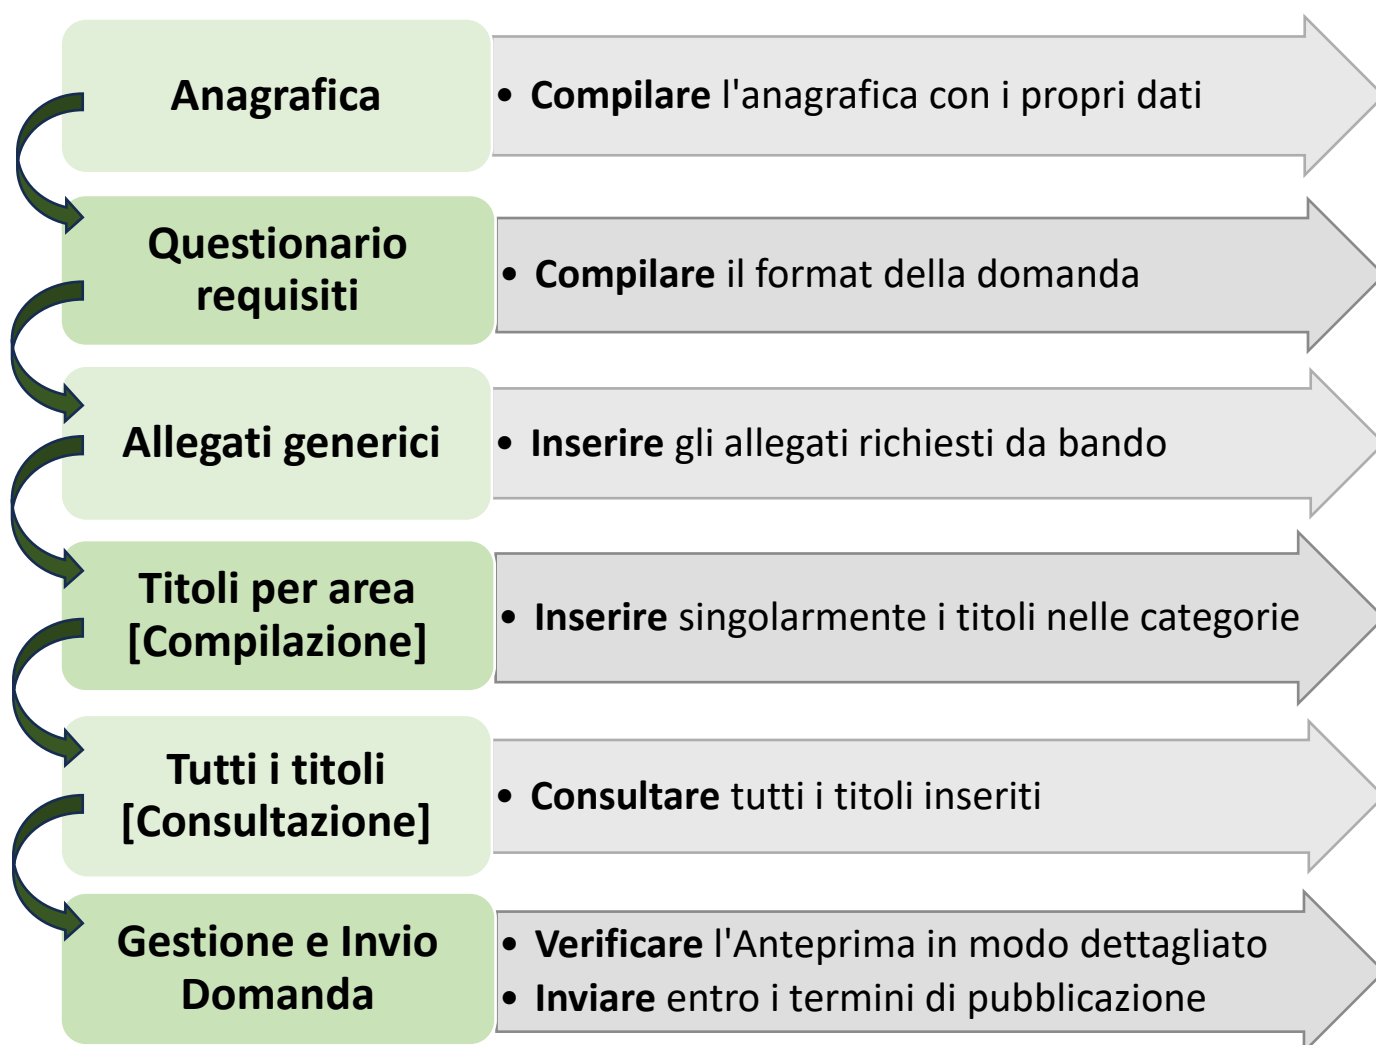 Anagrafica
• Compilare l'anagrafica con i propri dati
Questionario
requisiti
• Compilare il format della domanda
Allegati generici
• Inserire gli allegati richiesti da bando
Titoli per area
[Compilazione]
• Inserire singolarmente i titoli nelle categorie
Tutti i titoli
[Consultazione]
• Consultare tutti i titoli inseriti
Gestione e Invio
Domanda
• Verificare l'Anteprima in modo dettagliato
• Inviare entro i termini di pubblicazione